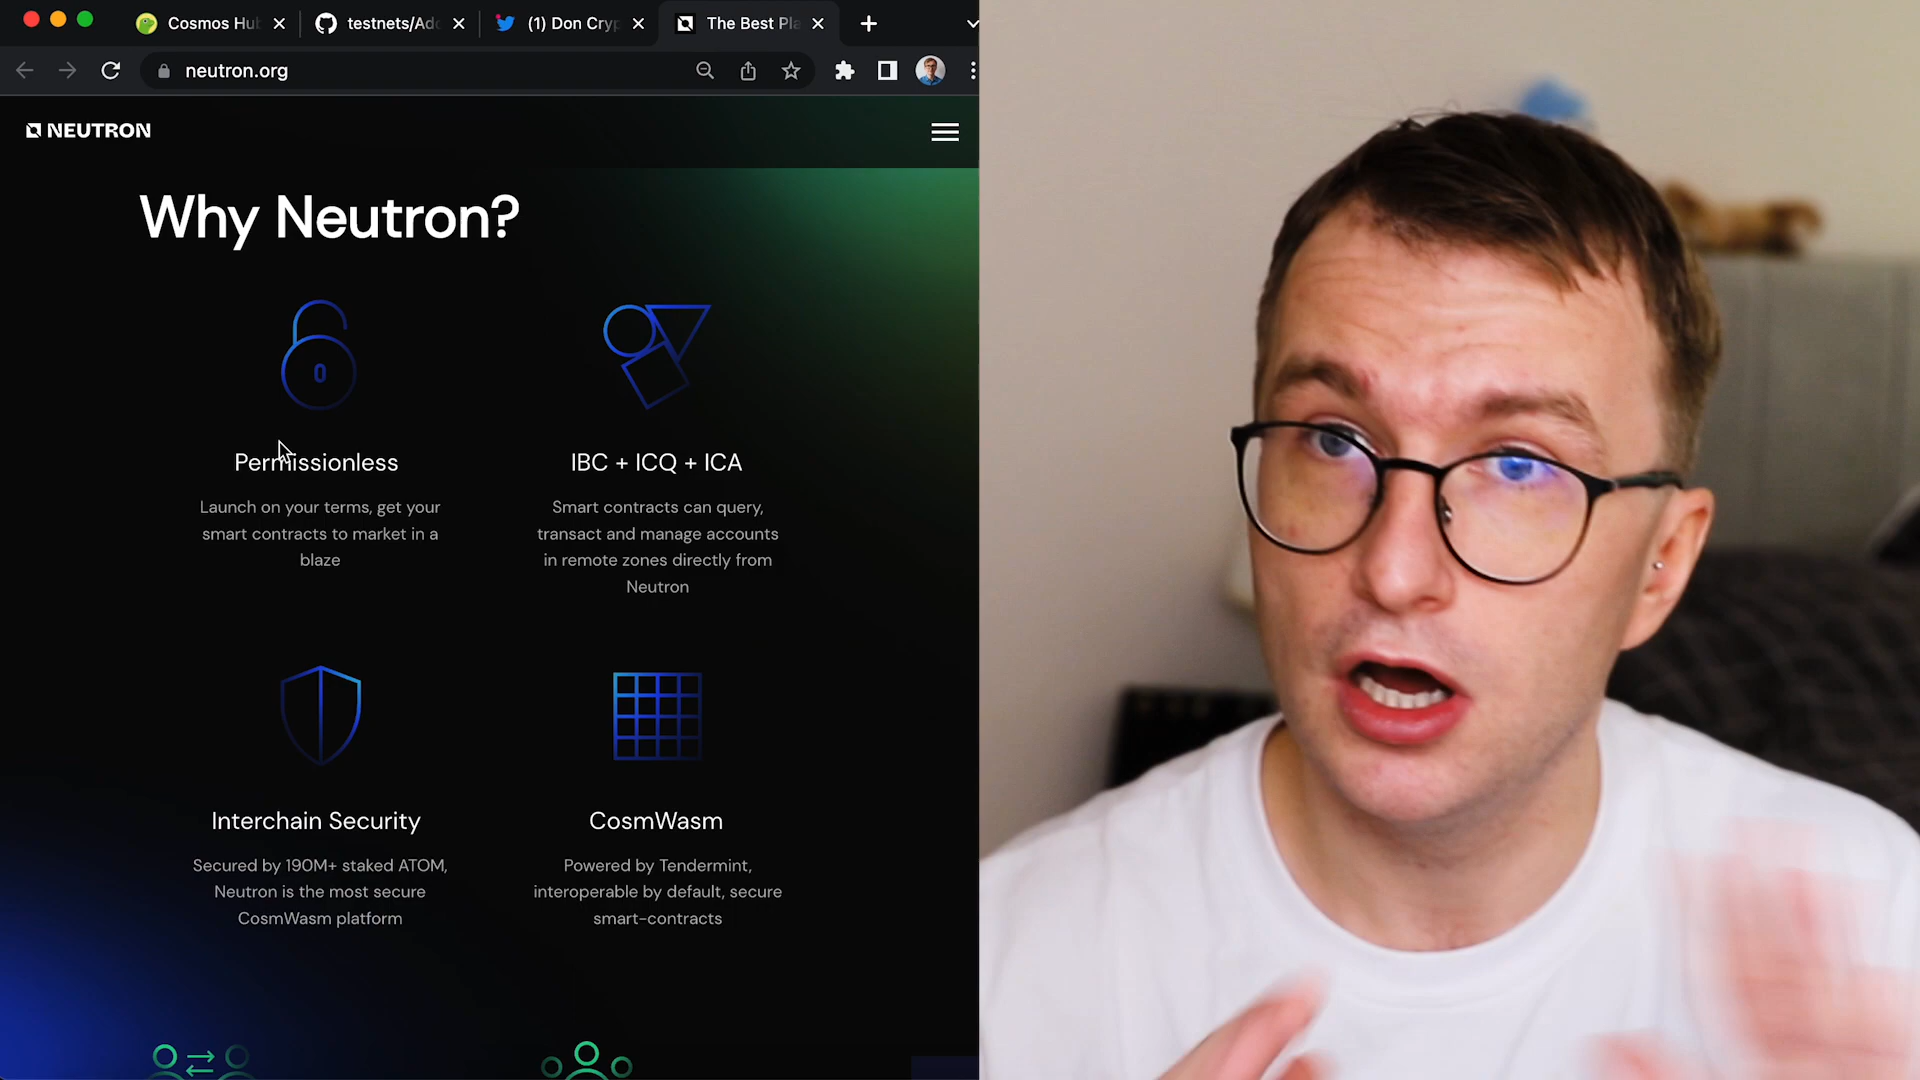 Cosmos Hu
testnets/Ad
(1) Don Cry
The Best Pl
neutron.org
NEUTRON
Why Neutron?
Permissionless
Launch on your terms, get your
smart contracts to market in a
blaze
IBC + ICQ + ICA
Smart contracts can query,
transact and manage accounts
in remote zones directly from
Neutron
Interchain Security
Secured by 190M+ staked ATOM,
Neutron is the most secure
CosmWasm platform
CosmWasm
Powered by Tendermint,
interoperable by default, secure
smart-contracts